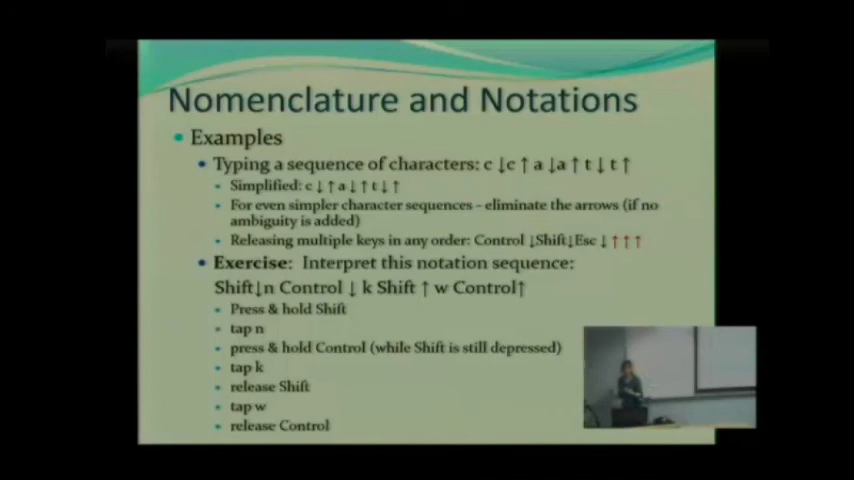 Nomenclature and Notations
Examples
Typing a sequence of characters: c ↓c ↑ a ↓a ↑ t ↓ t ↑
Simplified: c ↓ ↑ a ↓ ↑ t ↓ ↑
For even simpler character sequences – eliminate the arrows (if no
ambiguity is added)
Releasing multiple keys in any order: Control ↓Shift↓Esc ↓ ↑ ↑ ↑
Exercise: Interpret this notation sequence:
Shift↓n Control ↓ k Shift ↑ w Control↑
Press & hold Shift
tap n
press & hold Control (while Shift is still depressed)
tap k
release Shift
tap w
release Control